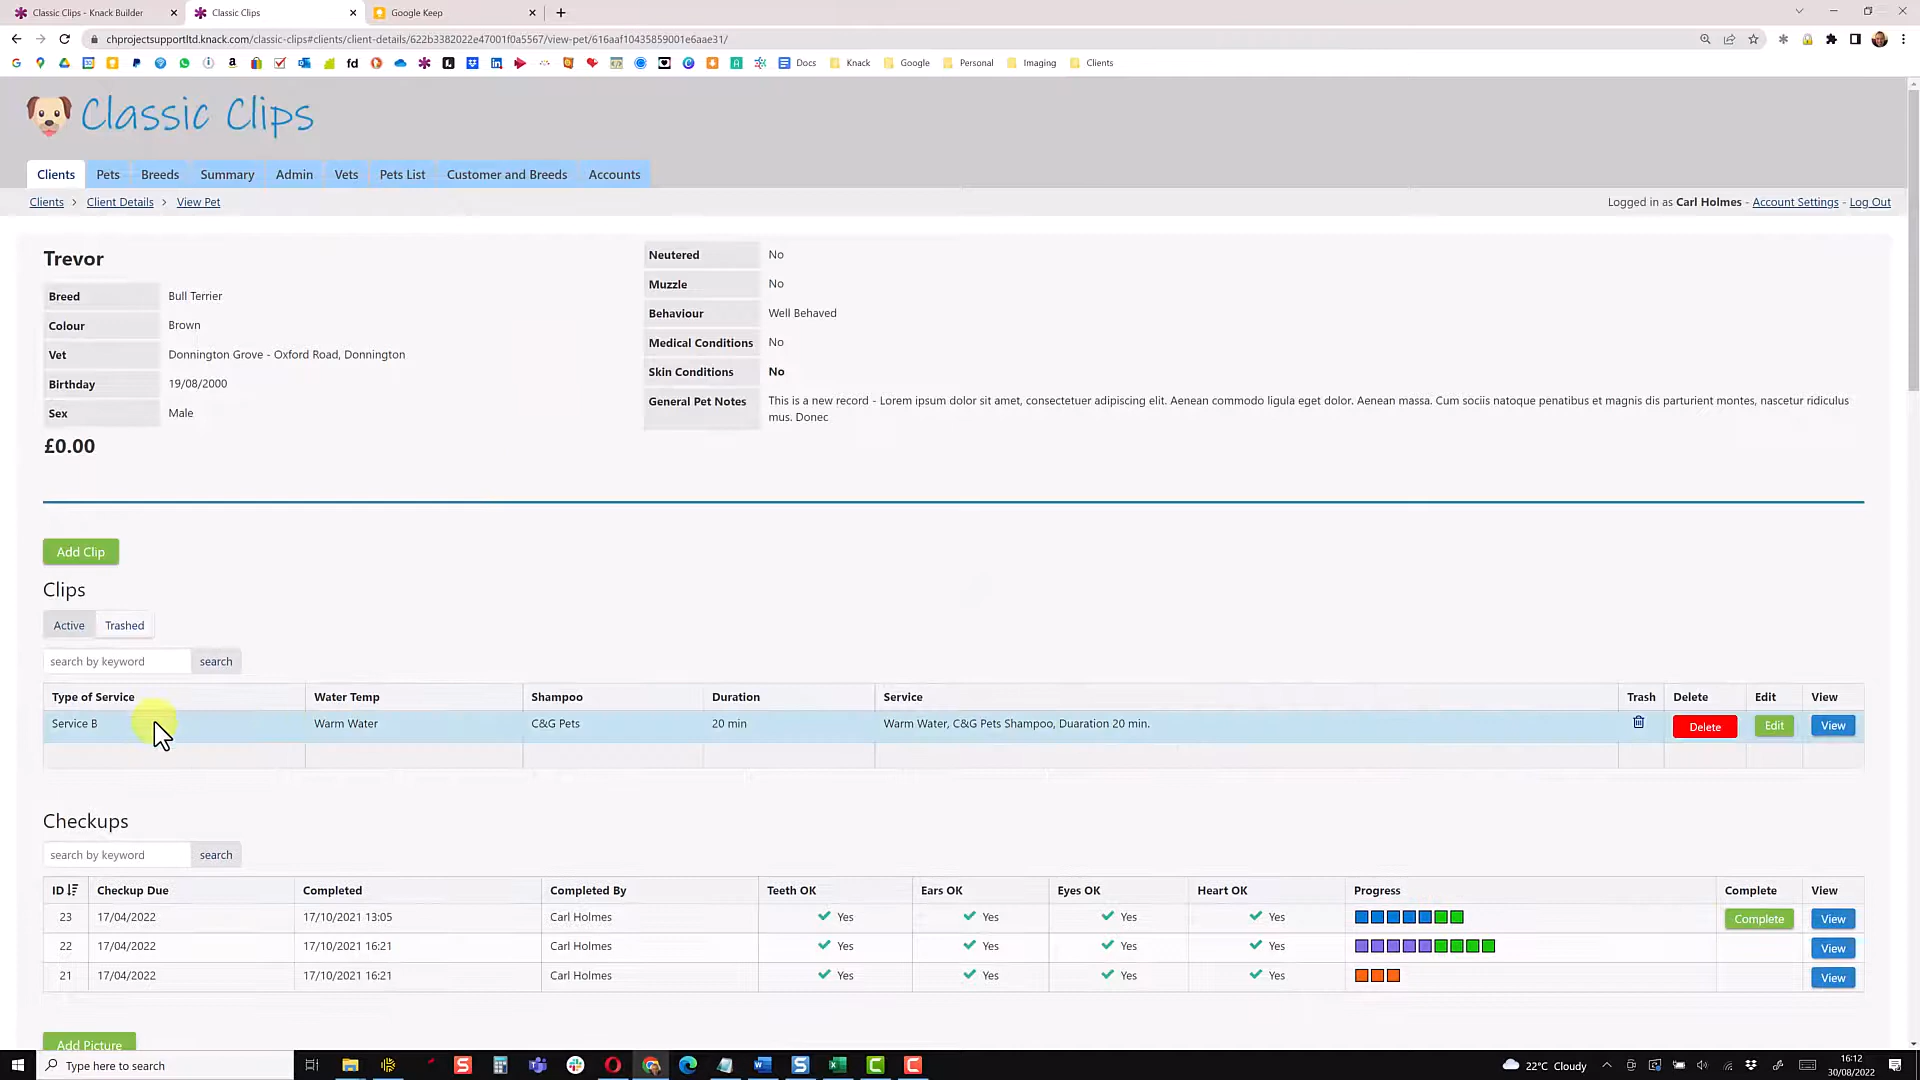 Classic Clips - Knack Builder
Classic Clips
Google Keep
chprojectsupportltd.knack.com/classic-clips#clients/client-details/622b3382022e47001f0a5567/view-pet/616aaf10435859001e6aae31/
fd
Docs Knack Google Personal Imaging Clients
Classic Clips
Clients Pets Breeds Summary Admin Vets Pets List Customer and Breeds Accounts
Clients > Client Details > View Pet
Logged in as Carl Holmes - Account Settings - Log Out
Trevor
Breed Bull Terrier
Colour Brown
Vet Donnington Grove - Oxford Road, Donnington
Birthday 19/08/2000
Sex Male
£0.00
Neutered No
Muzzle No
Behaviour Well Behaved
Medical Conditions No
Skin Conditions No
General Pet Notes This is a new record - Lorem ipsum dolor sit amet, consectetuer adipiscing elit. Aenean commodo ligula eget dolor. Aenean massa. Cum sociis natoque penatibus et magnis dis parturient montes, nascetur ridiculus
mus. Donec
Add Clip
Clips
Active Trashed
search by keyword search
Type of Service Water Temp Shampoo Duration Service Trash Delete Edit View
Service B Warm Water C&G Pets 20 min Warm Water, C&G Pets Shampoo, Duaration 20 min. Delete Edit View
Checkups
search by keyword search
ID Checkup Due Completed Completed By Teeth OK Ears OK Eyes OK Heart OK Progress Complete View
23 17/04/2022 17/10/2021 13:05 Carl Holmes Yes Yes Yes Yes Complete View
22 17/04/2022 17/10/2021 16:21 Carl Holmes Yes Yes Yes Yes View
21 17/04/2022 17/10/2021 16:21 Carl Holmes Yes Yes Yes Yes View
Add Picture
Type here to search
22°C Cloudy
16:12
30/08/2022